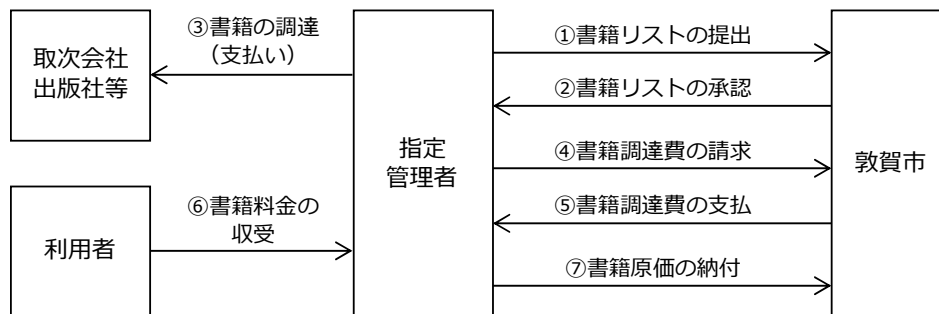 ③書籍の調達
（支払い）
取次会社
出版社等
①書籍リストの提出
②書籍リストの承認
指定
管理者
④書籍調達費の請求
敦賀市
⑤書籍調達費の支払
⑥書籍料金の
収受
利用者
⑦書籍原価の納付